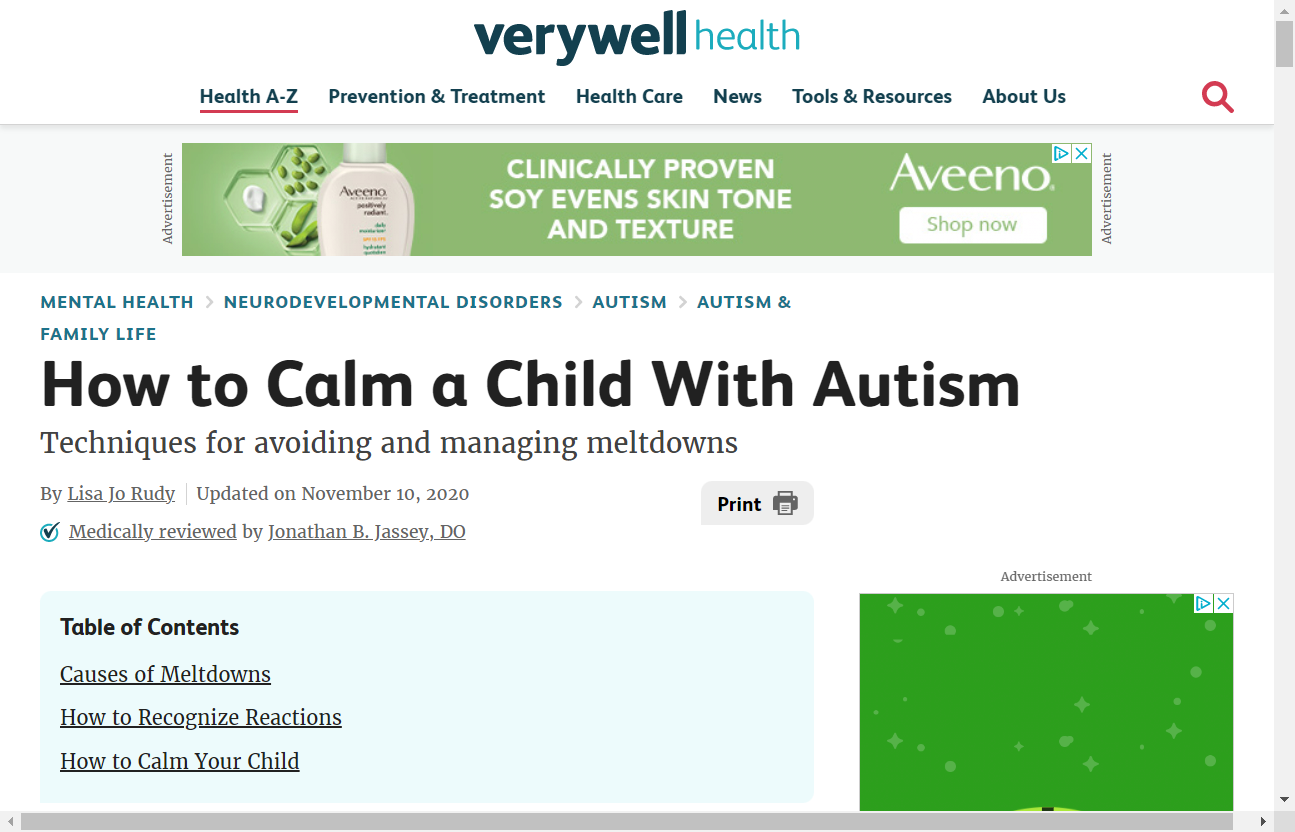 verywell health
Health A-Z Prevention & Treatment Health Care News Tools & Resources About Us
Advertisement
Aveeno
positively
radiant
daily
moisturizer
CLINICALLY PROVEN
SOY EVENS SKIN TONE
AND TEXTURE
Aveeno
Shop now
Advertisement
MENTAL HEALTH NEURODEVELOPMENTAL DISORDERS AUTISM AUTISM &
FAMILY LIFE
How to Calm a Child With Autism
Techniques for avoiding and managing meltdowns
By Lisa Jo Rudy Updated on November 10, 2020
Print
Medically reviewed by Jonathan B. Jassey, DO
Advertisement
Table of Contents
Causes of Meltdowns
How to Recognize Reactions
How to Calm Your Child